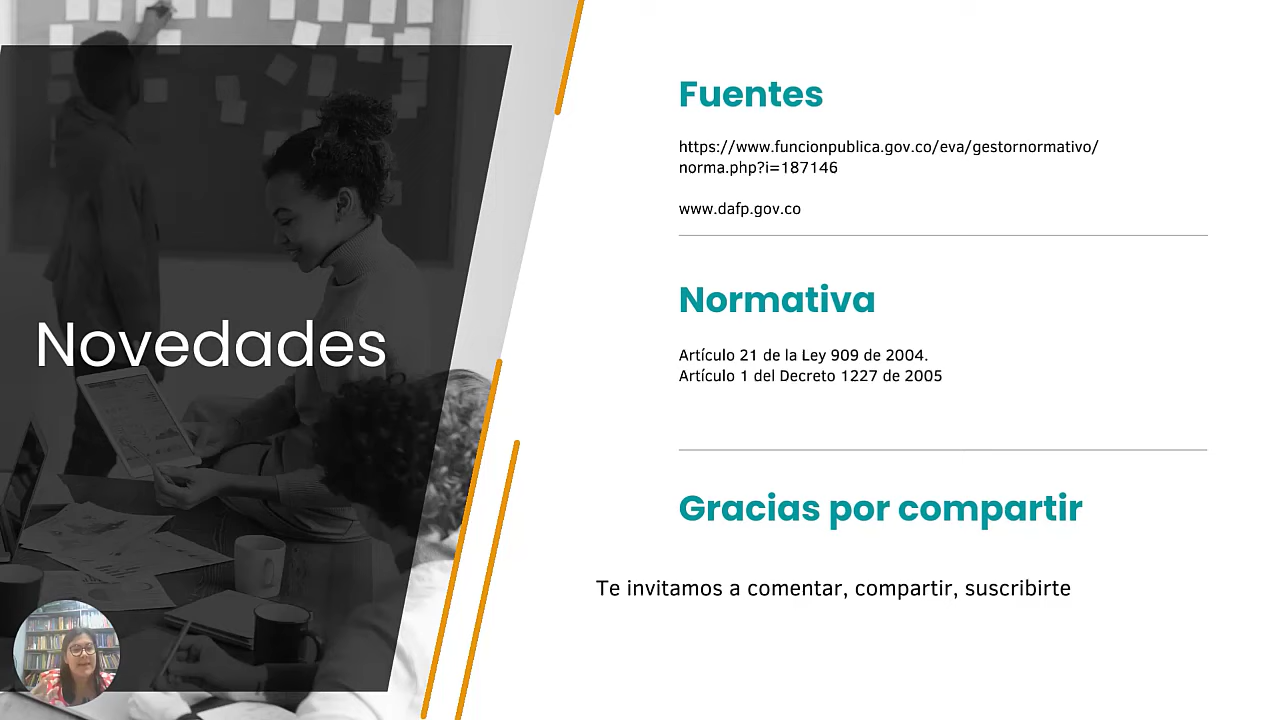 Novedades
Fuentes
https://www.funcionpublica.gov.co/eva/gestornormativo/
norma.php?i=187146
www.dafp.gov.co
Normativa
Artículo 21 de la Ley 909 de 2004.
Artículo 1 del Decreto 1227 de 2005
Gracias por compartir
Te invitamos a comentar, compartir, suscribirte